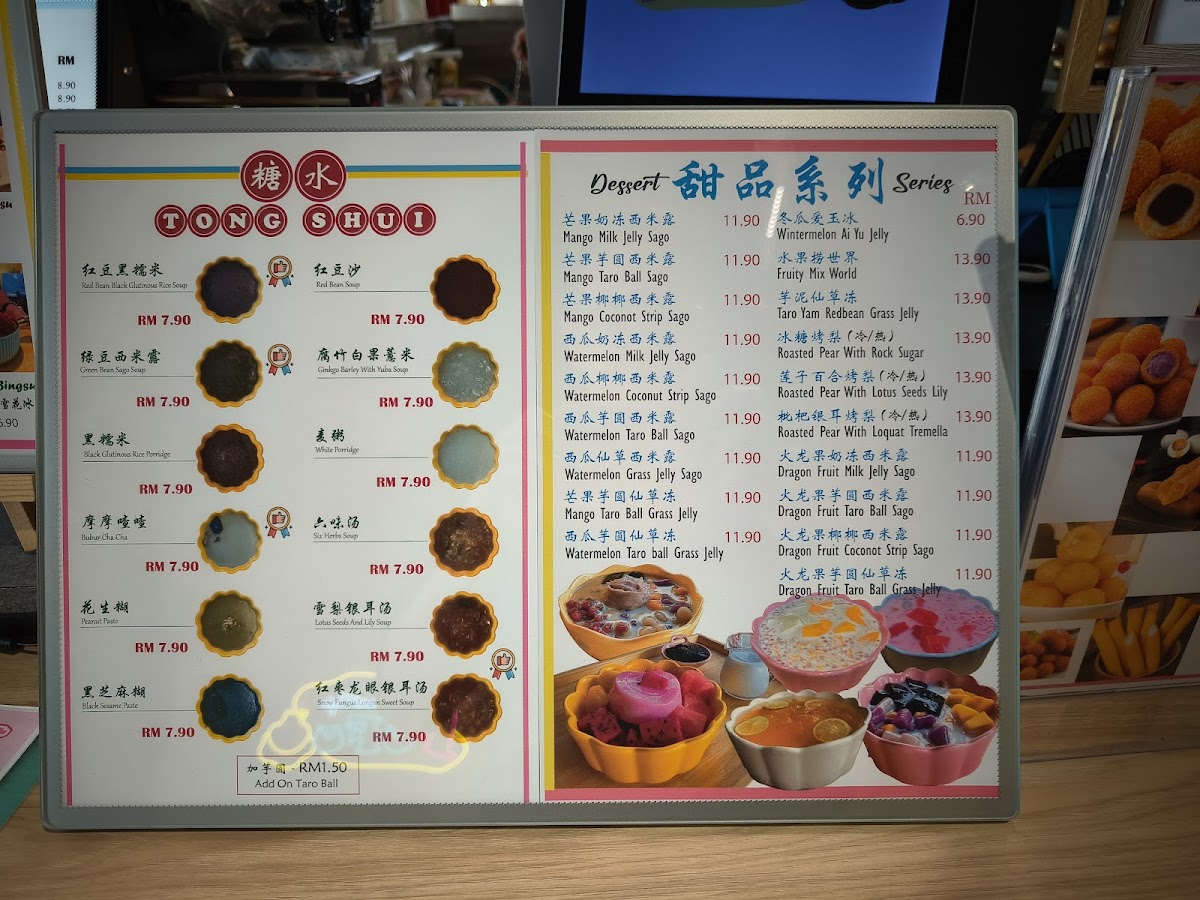 RM
8.90
8.90
糖水
TONG SHUI
红豆黑糯米
Red Bean Black Glutinous Rice Soup
RM 7.90
绿豆西米露
Green Bean Sago Soup
RM 7.90
黑糯米
Black Glutinous Rice Porridge
RM 7.90
摩摩喳喳
Bubur Cha Cha
RM 7.90
花生糊
Peanut Paste
RM 7.90
黑芝麻糊
Black Sesame Paste
RM 7.90
红豆沙
Red Bean Soup
RM 7.90
腐竹白果薏米
Ginkgo Barley With Yuba Soup
RM 7.90
麦粥
White Porridge
RM 7.90
六味汤
Six Herbs Soup
RM 7.90
雪梨银耳汤
Lotus Seeds And Lily Soup
RM 7.90
红枣龙眼银耳汤
Snow Fungus Longan Sweet Soup
RM 7.90
加芋圆 - RM1.50
Add On Taro Ball
Dessert 甜品系列 Series
RM
芒果奶冻西米露 11.90
Mango Milk Jelly Sago
芒果芋圆西米露 11.90
Mango Taro Ball Sago
芒果椰椰西米露 11.90
Mango Coconut Strip Sago
西瓜奶冻西米露 11.90
Watermelon Milk Jelly Sago
西瓜椰椰西米露 11.90
Watermelon Coconut Strip Sago
西瓜芋圆西米露 11.90
Watermelon Taro Ball Sago
西瓜仙草西米露 11.90
Watermelon Grass Jelly Sago
芒果芋圆仙草冻 11.90
Mango Taro Ball Grass Jelly
西瓜芋圆仙草冻 11.90
Watermelon Taro ball Grass Jelly
冬瓜爱玉冰 6.90
Wintermelon Ai Yu Jelly
水果捞世界 13.90
Fruity Mix World
芋泥仙草冻 13.90
Taro Yam Redbean Grass Jelly
冰糖烤梨(冷/热) 13.90
Roasted Pear With Rock Sugar
莲子百合烤梨(冷/热) 13.90
Roasted Pear With Lotus Seeds Lily
枇杷银耳烤梨(冷/热) 13.90
Roasted Pear With Loquat Tremella
火龙果奶冻西米露 11.90
Dragon Fruit Milk Jelly Sago
火龙果芋圆西米露 11.90
Dragon Fruit Taro Ball Sago
火龙果椰椰西米露 11.90
Dragon Fruit Coconut Strip Sago
火龙果芋圆仙草冻 11.90
Dragon Fruit Taro Ball Grass Jelly
Bingsu
雪花冰